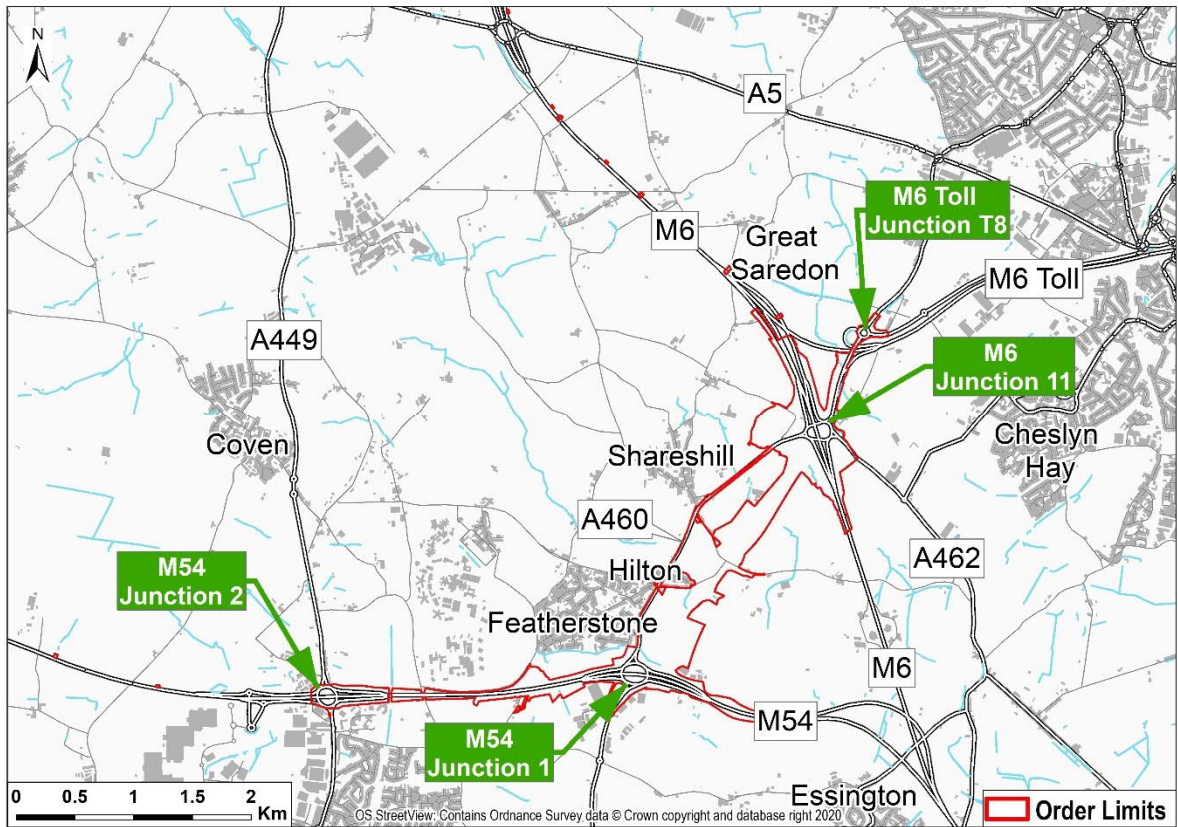 N
A5
M6 Toll
Junction T8
M6
Great
Saredon
M6 Toll
A449
M6
Junction 11
Coven
Shareshill
Cheslyn
Hay
A460
Hilton
A462
M54
Junction 2
Featherstone
M6
M54
Junction 1
M54
Essington
0 0.5 1 1.5 2
Km
OS StreetView: Contains Ordnance Survey data © Crown copyright and database right 2020
Order Limits